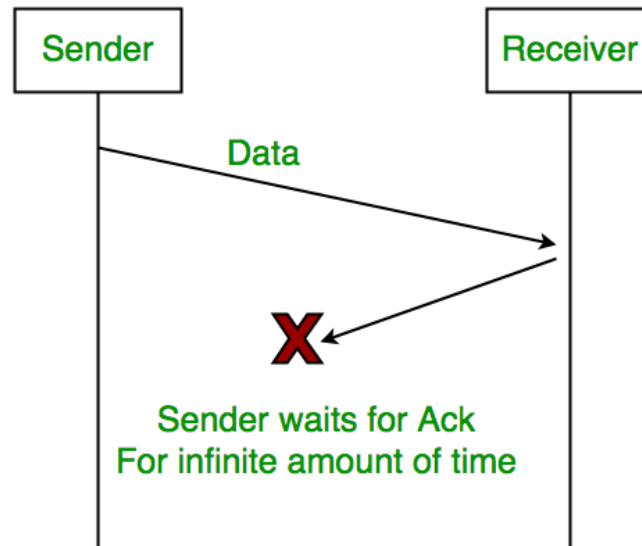 Sender
Receiver
Data
Sender waits for Ack
For infinite amount of time